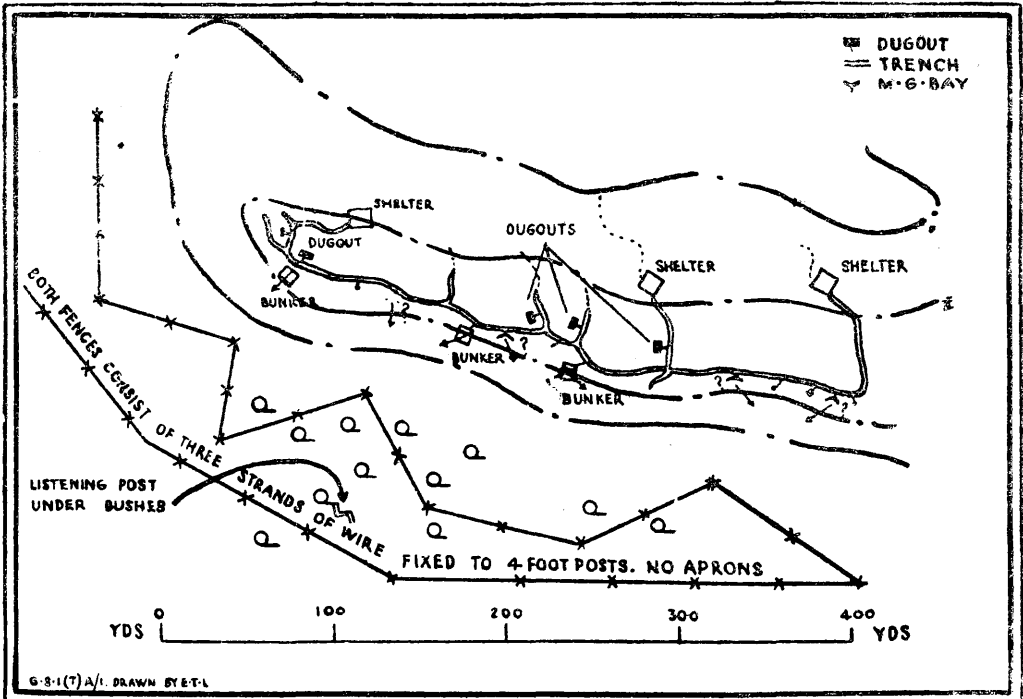 DUGOUT
TRENCH
M·G·BAY
SHELTER
DUGOUT
DUGOUTS
SHELTER
SHELTER
BUNKER
?
?
BUNKER
?
BUNKER
?
?
BOTH FENCES CONSIST OF THREE STRANDS OF WIRE
FIXED TO 4 FOOT POSTS. NO APRONS
LISTENING POST
UNDER BUSHES
YDS 0 100 200 300 400 YDS
G·S·I(T) A/1. DRAWN BY E·T·L